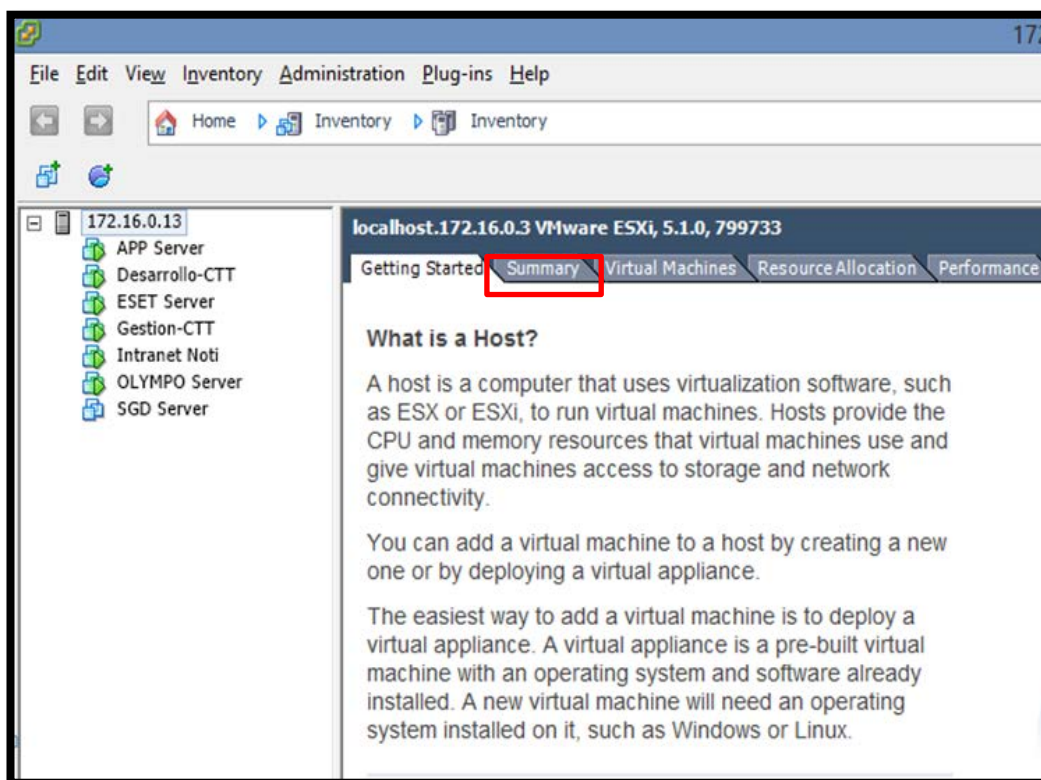 172
File Edit View Inventory Administration Plug-ins Help
Home Inventory Inventory
172.16.0.13
APP Server
Desarrollo-CTT
ESET Server
Gestion-CTT
Intranet Noti
OLYMPO Server
SGD Server
localhost.172.16.0.3 VMware ESXi, 5.1.0, 799733
Getting Started Summary Virtual Machines Resource Allocation Performance
What is a Host?
A host is a computer that uses virtualization software, such
as ESX or ESXi, to run virtual machines. Hosts provide the
CPU and memory resources that virtual machines use and
give virtual machines access to storage and network
connectivity.
You can add a virtual machine to a host by creating a new
one or by deploying a virtual appliance.
The easiest way to add a virtual machine is to deploy a
virtual appliance. A virtual appliance is a pre-built virtual
machine with an operating system and software already
installed. A new virtual machine will need an operating
system installed on it, such as Windows or Linux.